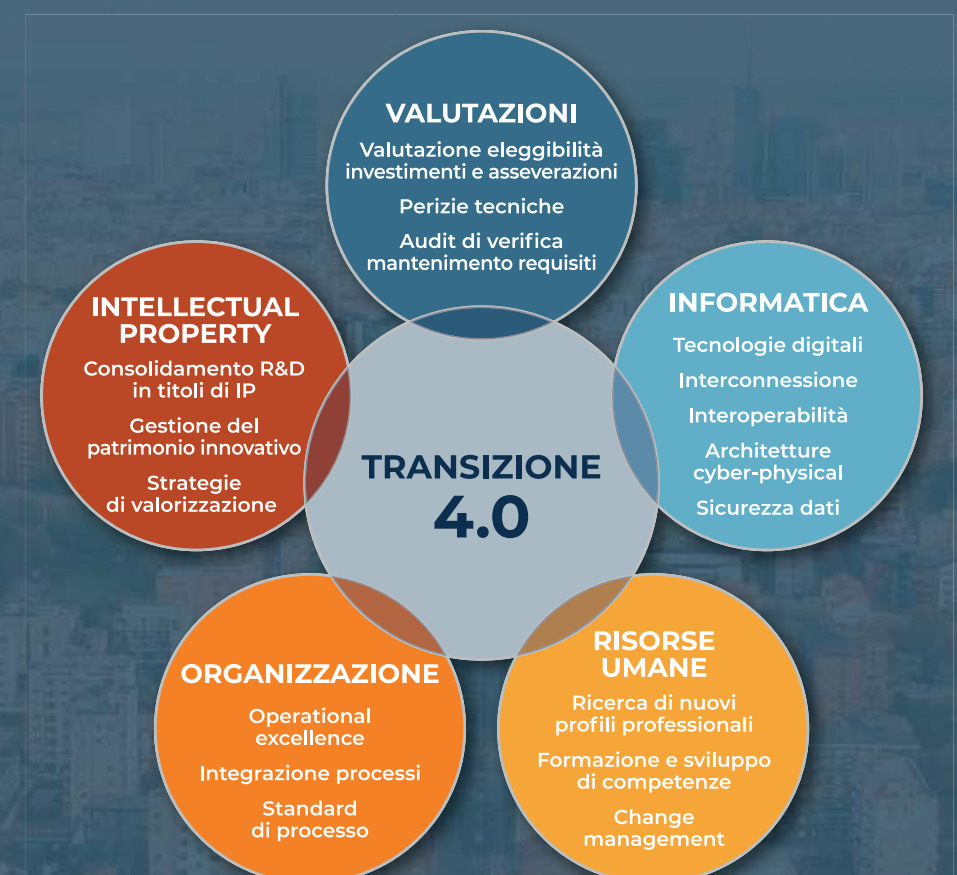 VALUTAZIONI
Valutazione eleggibilità
investimenti e asseverazioni
Perizie tecniche
Audit di verifica
mantenimento requisiti
INTELLECTUAL
PROPERTY
Consolidamento R&D
in titoli di IP
Gestione del
patrimonio innovativo
Strategie
di valorizzazione
INFORMATICA
Tecnologie digitali
Interconnessione
Interoperabilità
Architetture
cyber-physical
Sicurezza dati
TRANSIZIONE
4.0
ORGANIZZAZIONE
Operational
excellence
Integrazione processi
Standard
di processo
RISORSE
UMANE
Ricerca di nuovi
profili professionali
Formazione e sviluppo
di competenze
Change
management